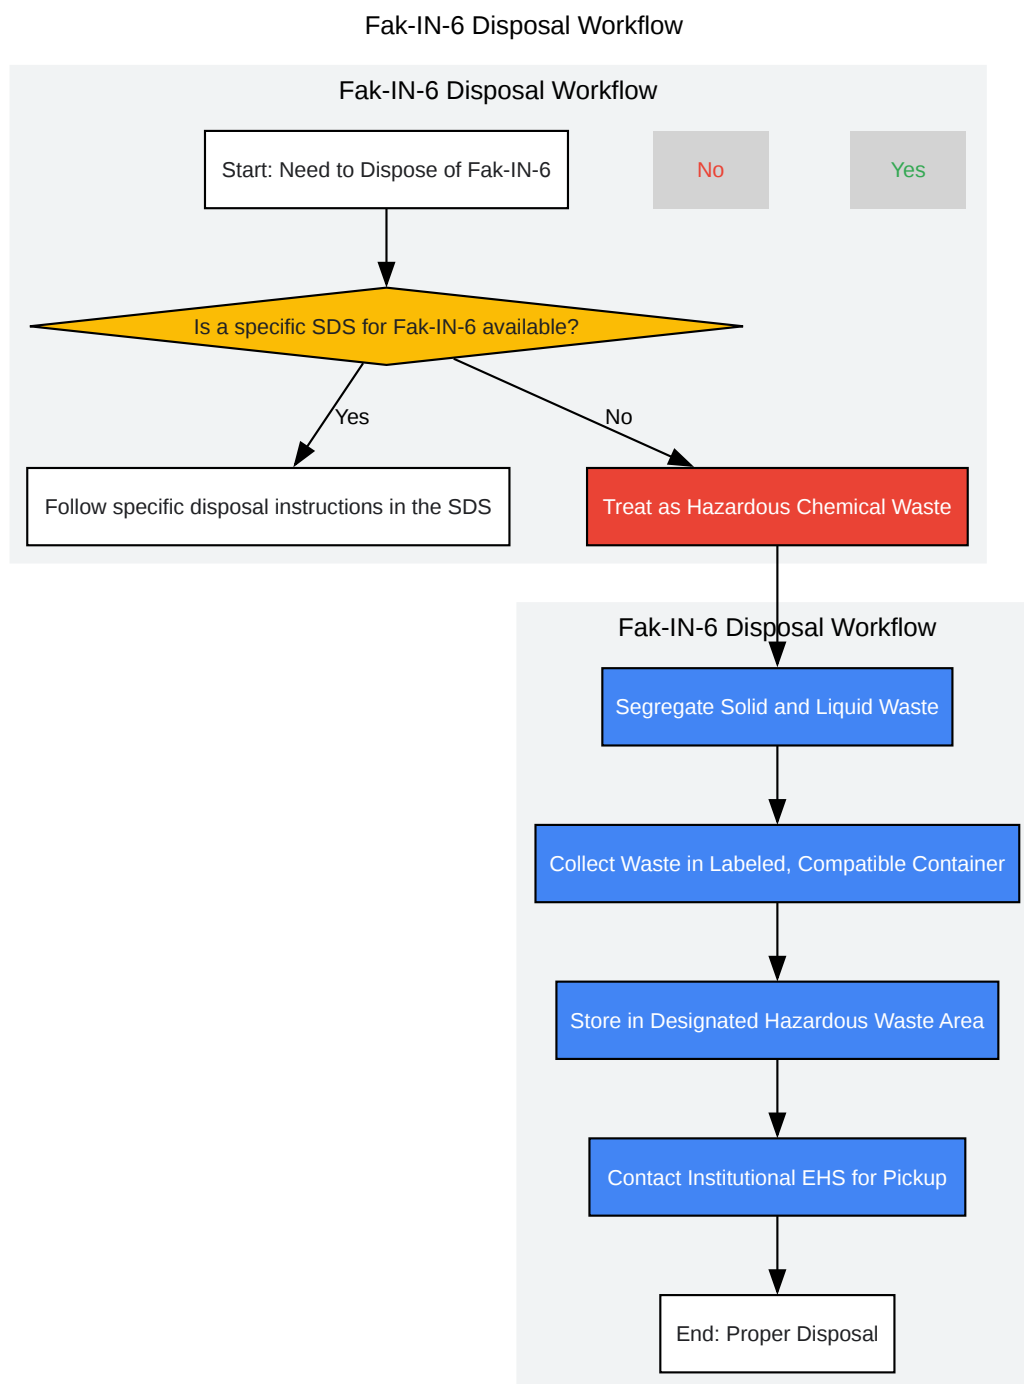 Fak-IN-6 Disposal Workflow
Fak-IN-6 Disposal Workflow
Start: Need to Dispose of Fak-IN-6
No
Yes
Is a specific SDS for Fak-IN-6 available?
Yes
No
Follow specific disposal instructions in the SDS
Treat as Hazardous Chemical Waste
Fak-IN-6 Disposal Workflow
Segregate Solid and Liquid Waste
Collect Waste in Labeled, Compatible Container
Store in Designated Hazardous Waste Area
Contact Institutional EHS for Pickup
End: Proper Disposal